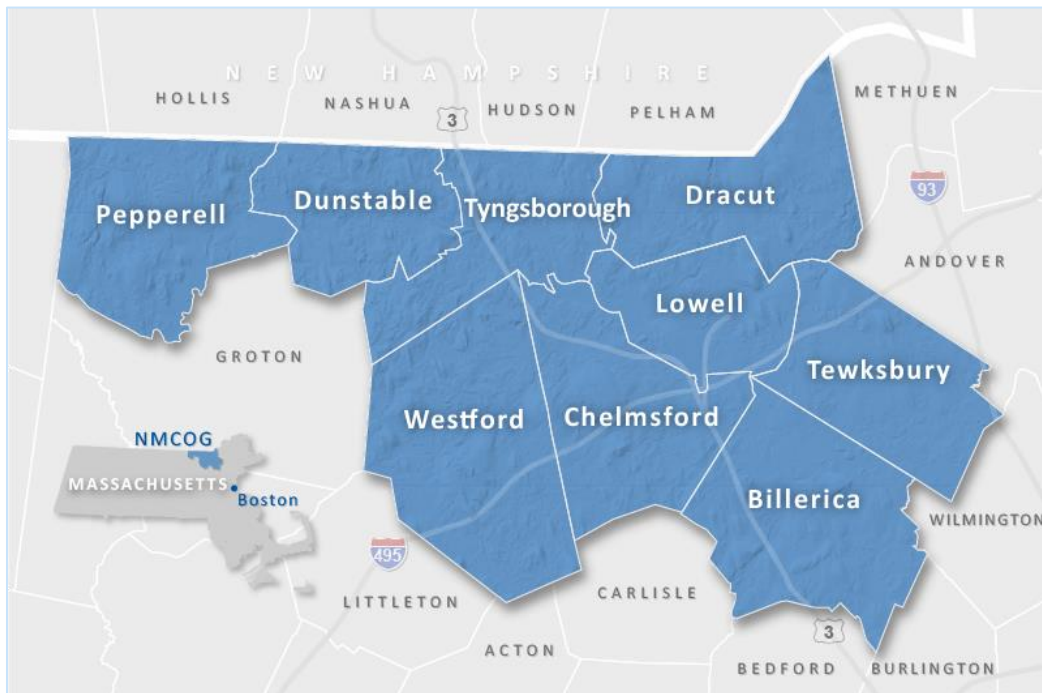 NEW HAMPSHIRE
HOLLIS
NASHUA
HUDSON
PELHAM
METHUEN
3
93
Pepperell
Dunstable
Tyngsborough
Dracut
ANDOVER
Lowell
GROTON
Tewksbury
Westford
Chelmsford
NMCOG
MASSACHUSETTS
Boston
Billerica
WILMINGTON
495
LITTLETON
CARLISLE
ACTON
3
BEDFORD
BURLINGTON